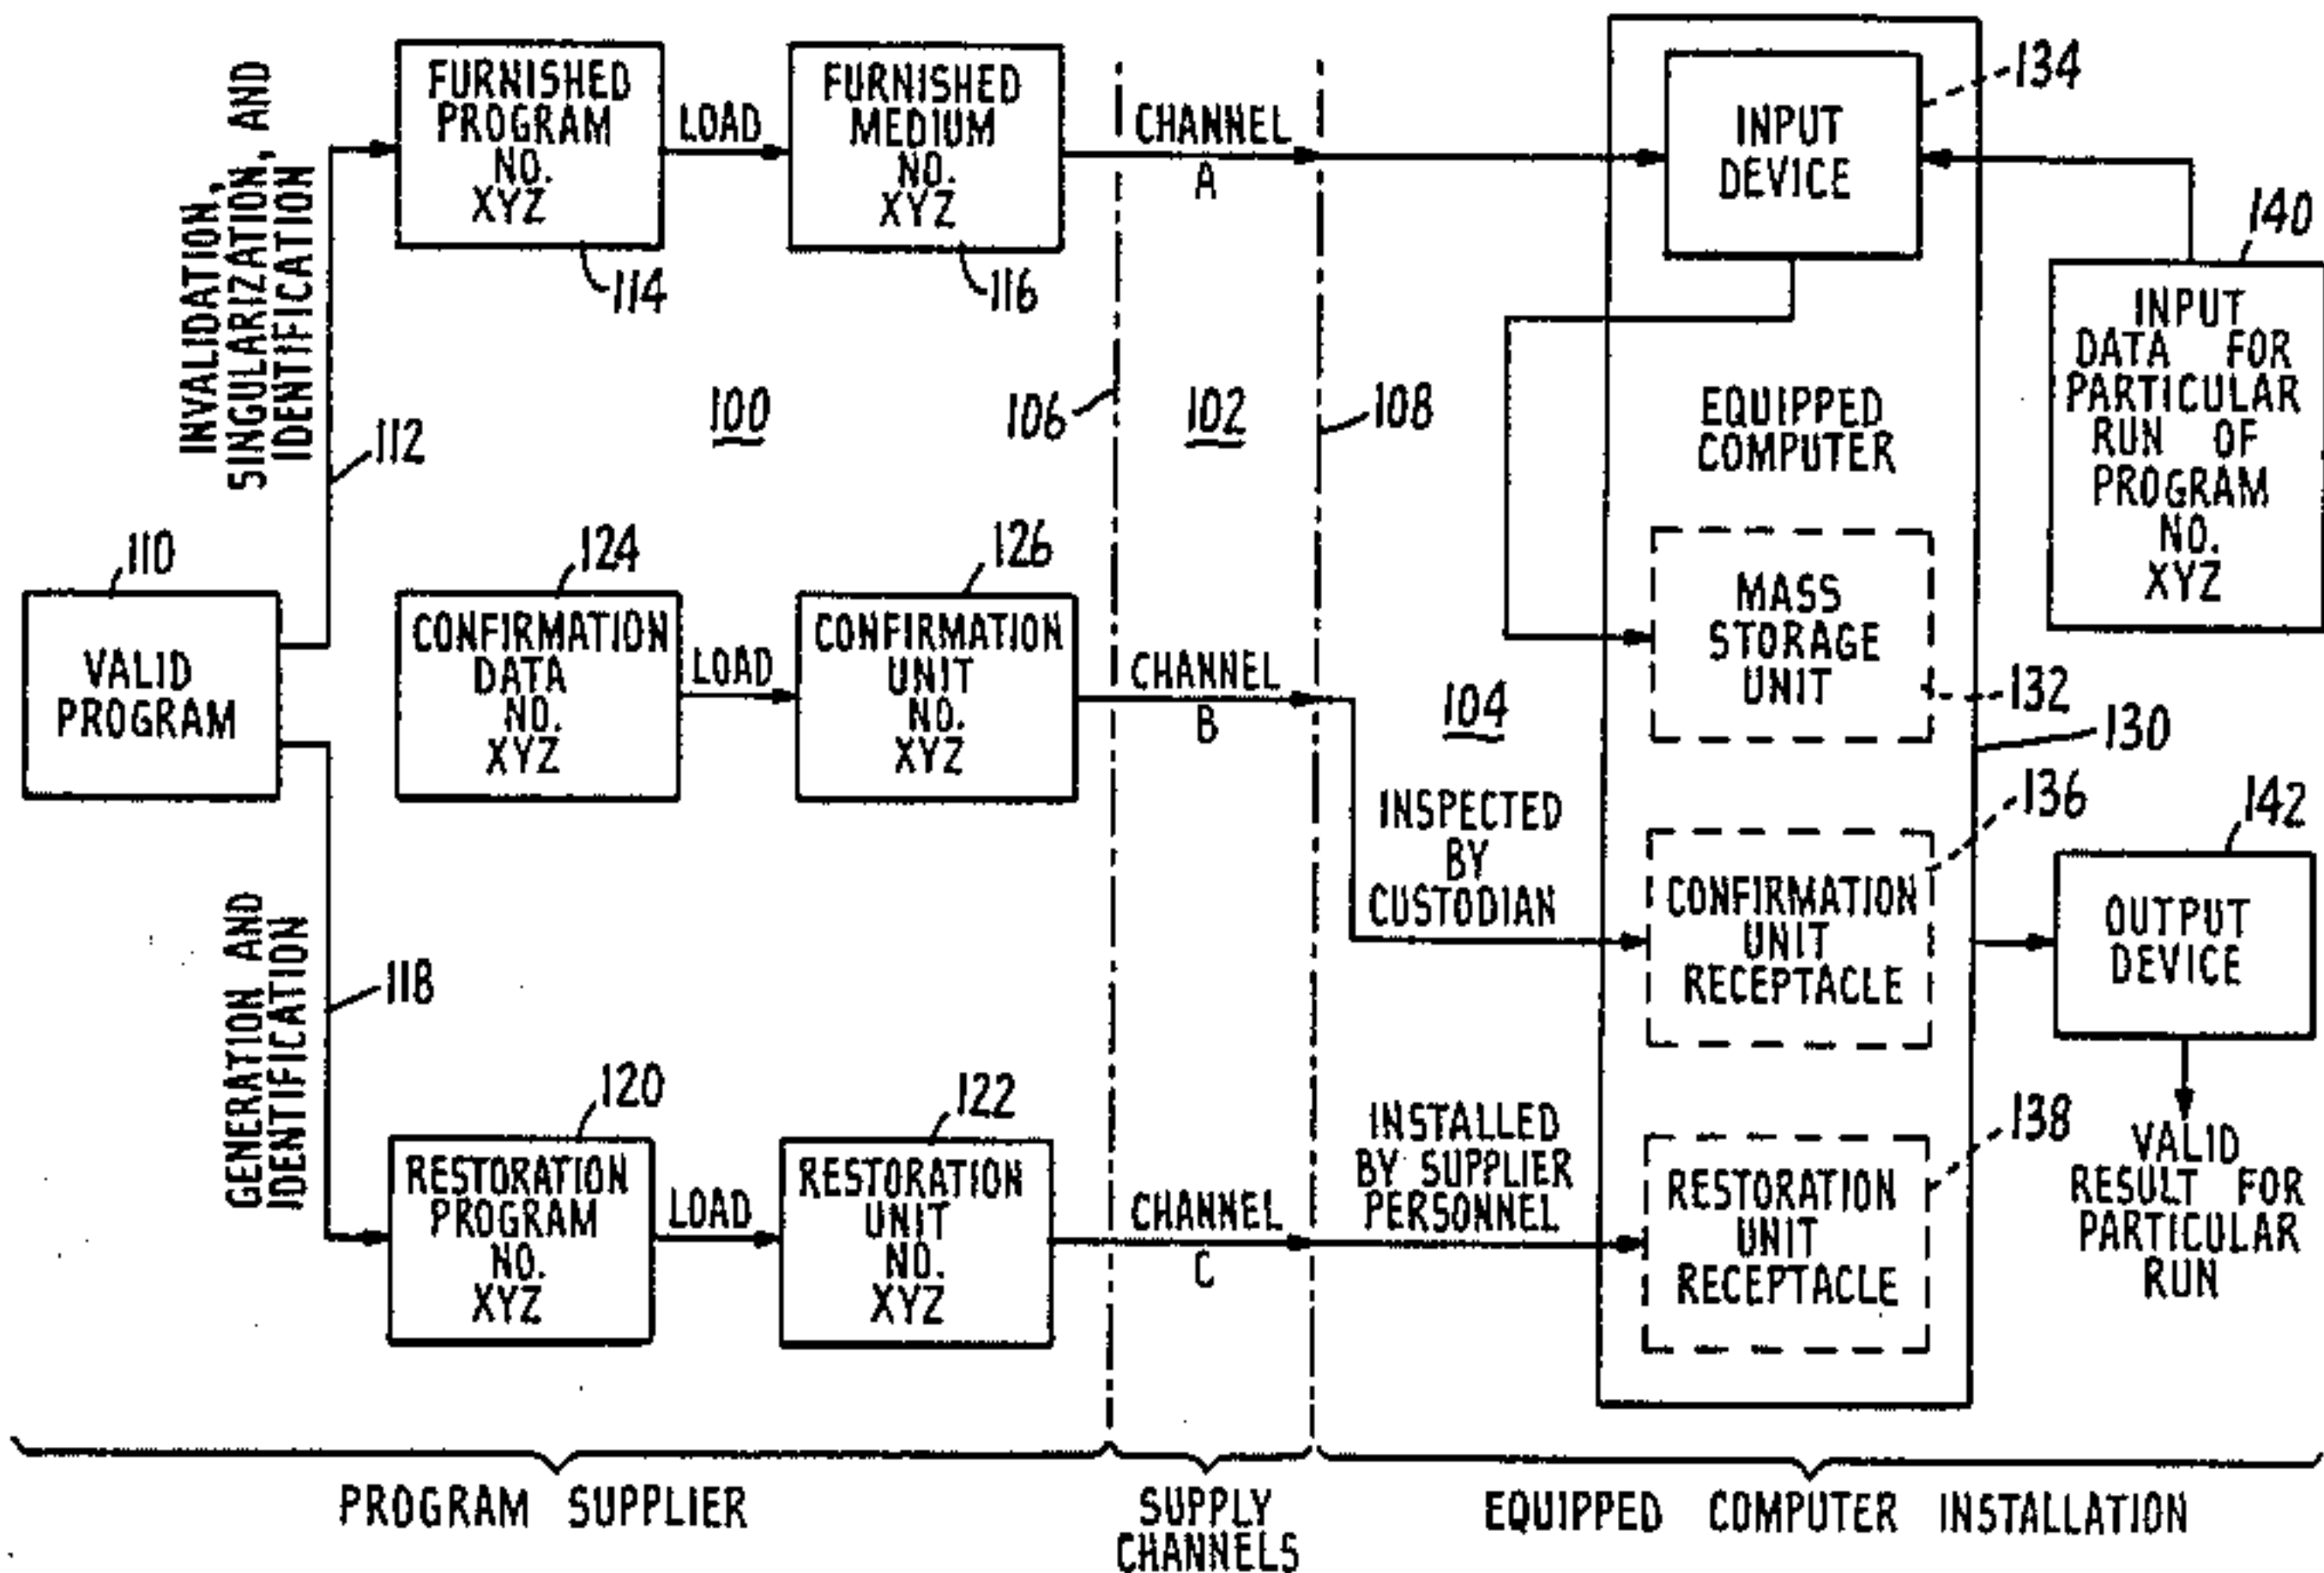 INVALIDATION,
SINGULARIZATION, AND
IDENTIFICATION
112
FURNISHED
PROGRAM
NO.
XYZ
114
LOAD
FURNISHED
MEDIUM
NO.
XYZ
116
CHANNEL
A
INPUT
DEVICE
134
140
INPUT
DATA FOR
PARTICULAR
RUN OF
PROGRAM
NO.
XYZ
100
106
102
108
EQUIPPED
COMPUTER
110
VALID
PROGRAM
124
CONFIRMATION
DATA
NO.
XYZ
LOAD
126
CONFIRMATION
UNIT
NO.
XYZ
CHANNEL
B
104
MASS
STORAGE
UNIT
132
130
INSPECTED
BY
CUSTODIAN
136
CONFIRMATION
UNIT
RECEPTACLE
142
OUTPUT
DEVICE
GENERATION AND
IDENTIFICATION
118
120
RESTORATION
PROGRAM
NO.
XYZ
LOAD
122
RESTORATION
UNIT
NO.
XYZ
CHANNEL
C
INSTALLED
BY SUPPLIER
PERSONNEL
138
RESTORATION
UNIT
RECEPTACLE
VALID
RESULT FOR
PARTICULAR
RUN
PROGRAM SUPPLIER
SUPPLY
CHANNELS
EQUIPPED COMPUTER INSTALLATION